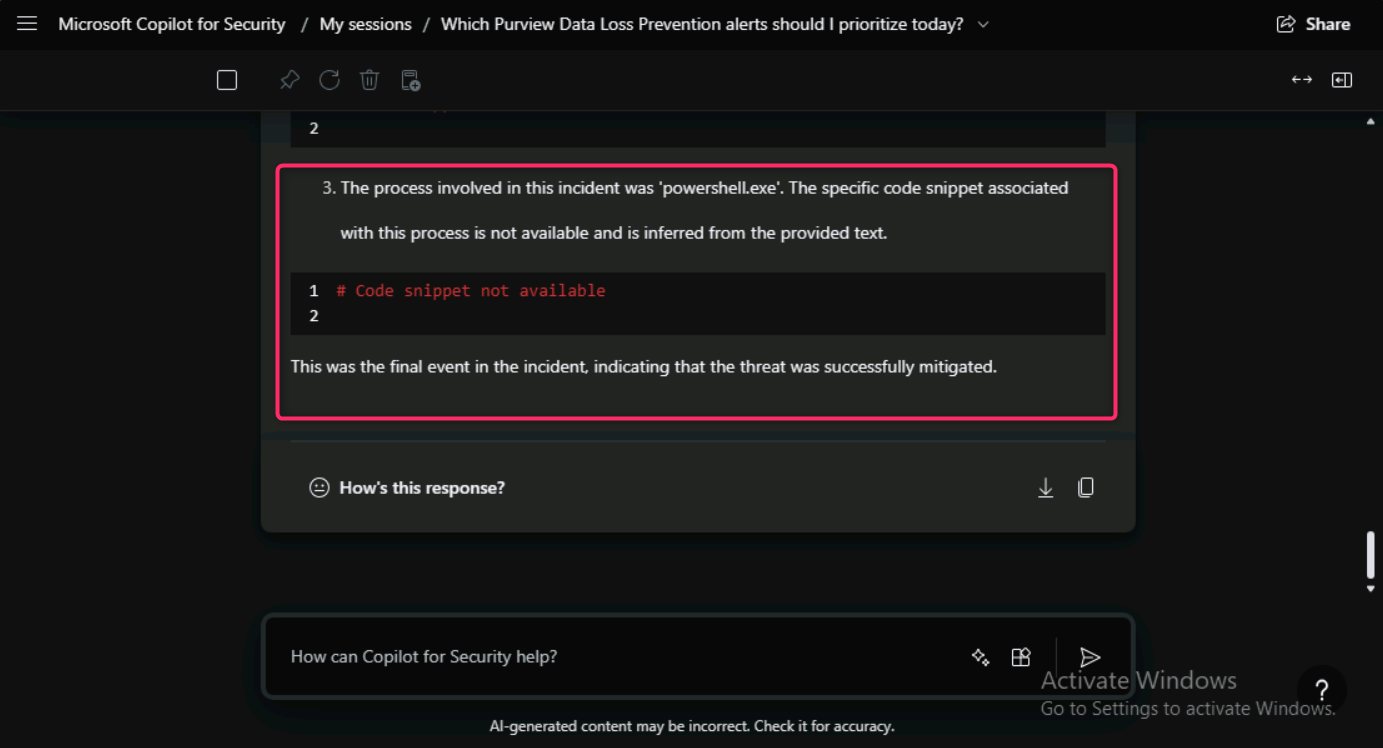 Microsoft Copilot for Security / My sessions / Which Purview Data Loss Prevention alerts should I prioritize today?
Share
2
3. The process involved in this incident was 'powershell.exe'. The specific code snippet associated
with this process is not available and is inferred from the provided text.
1 # Code snippet not available
2
This was the final event in the incident, indicating that the threat was successfully mitigated.
How's this response?
How can Copilot for Security help?
Activate Windows
Go to Settings to activate Windows.
?
AI-generated content may be incorrect. Check it for accuracy.